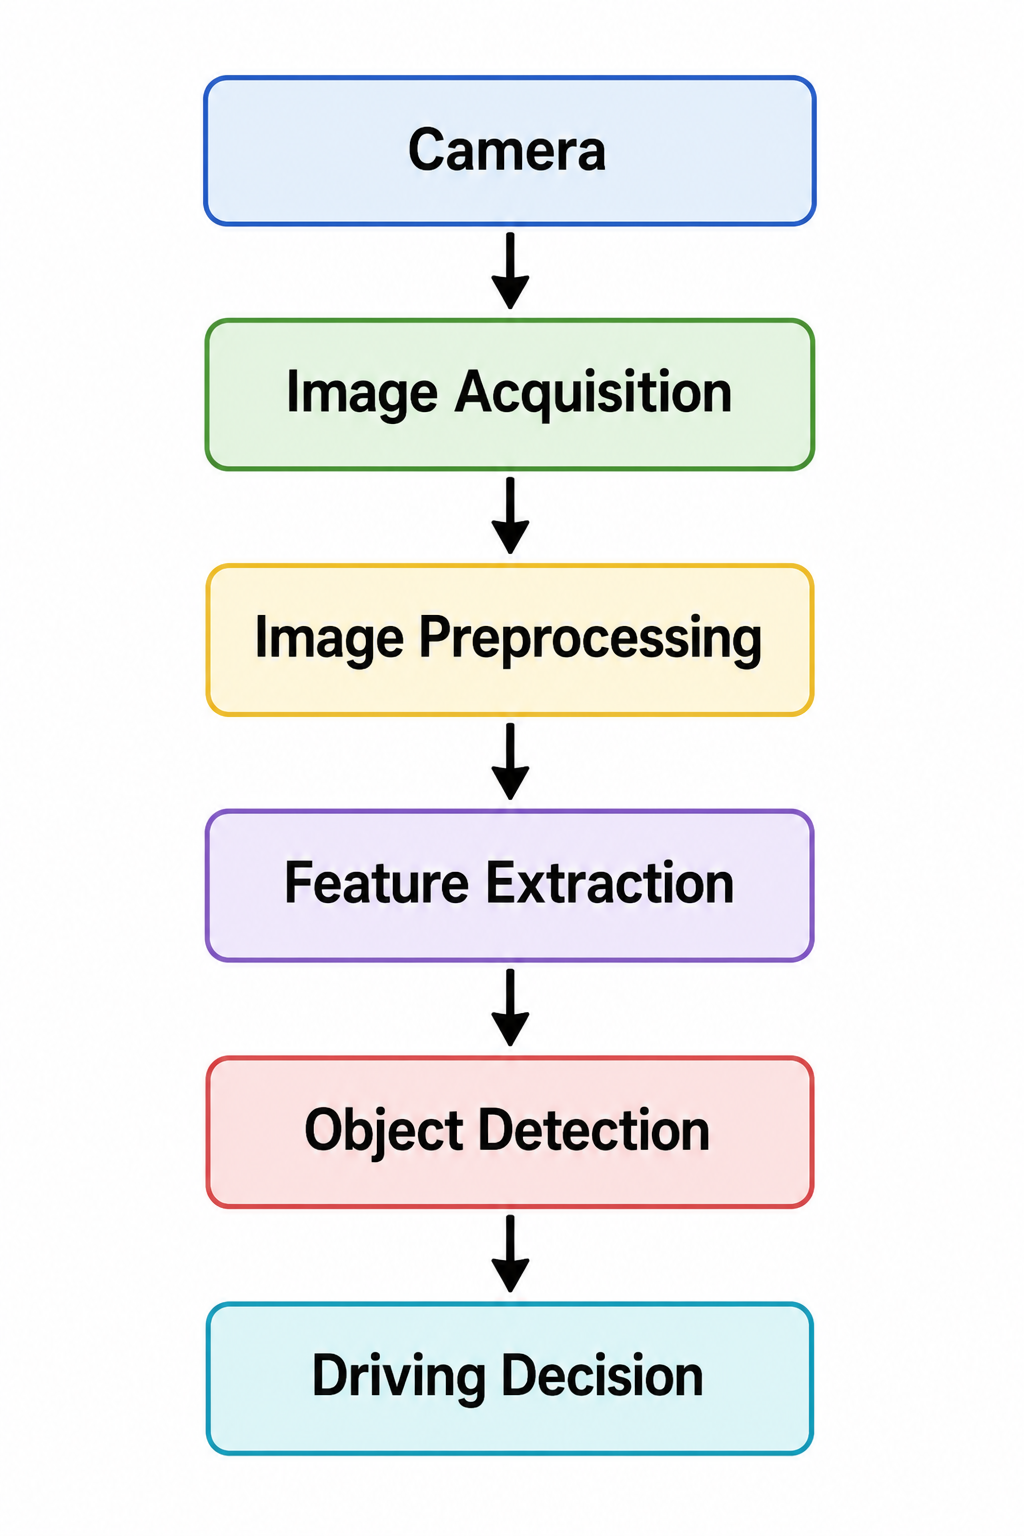 Camera
Image Acquisition
Image Preprocessing
Feature Extraction
Object Detection
Driving Decision